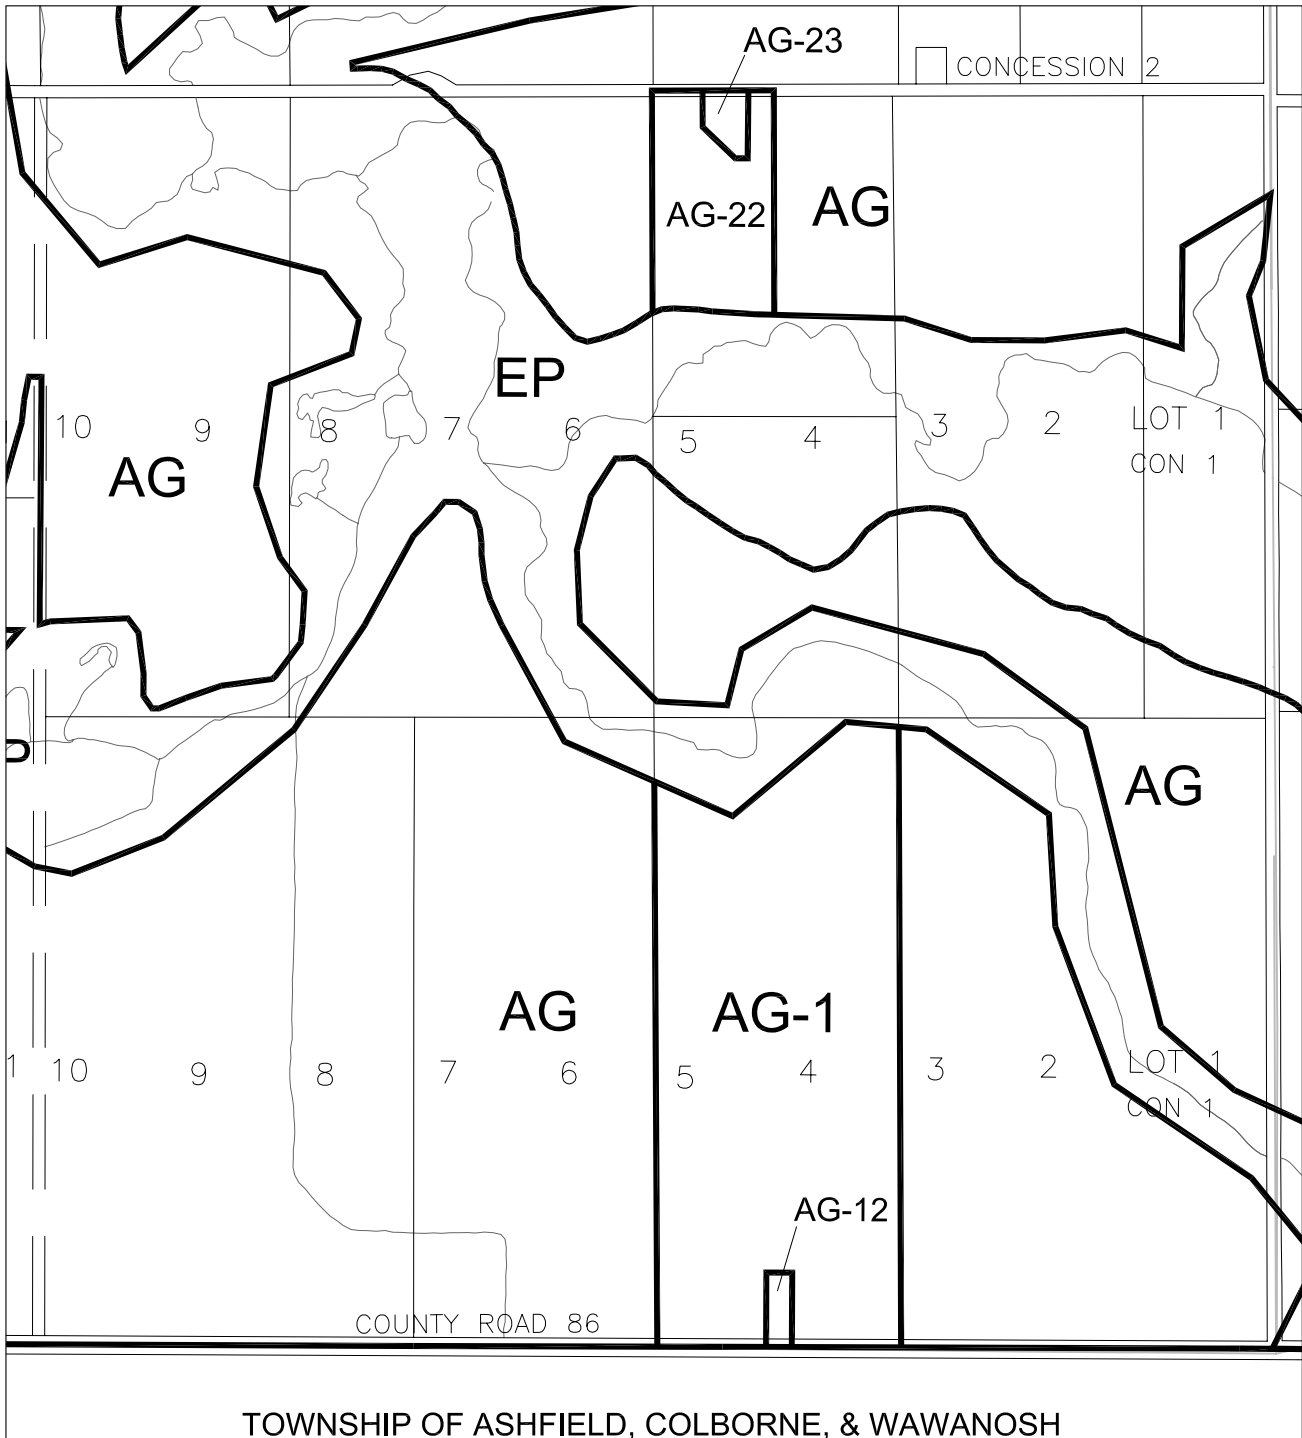 AG-23
CONCESSION 2
AG-22 AG
EP
10 9 8 7 6 5 4 3 2 LOT 1
CON 1
AG
AG
P
AG AG-1
1 10 9 8 7 6 5 4 3 2 LOT 1
CON 1
AG-12
COUNTY ROAD 86
TOWNSHIP OF ASHFIELD, COLBORNE, & WAWANOSH